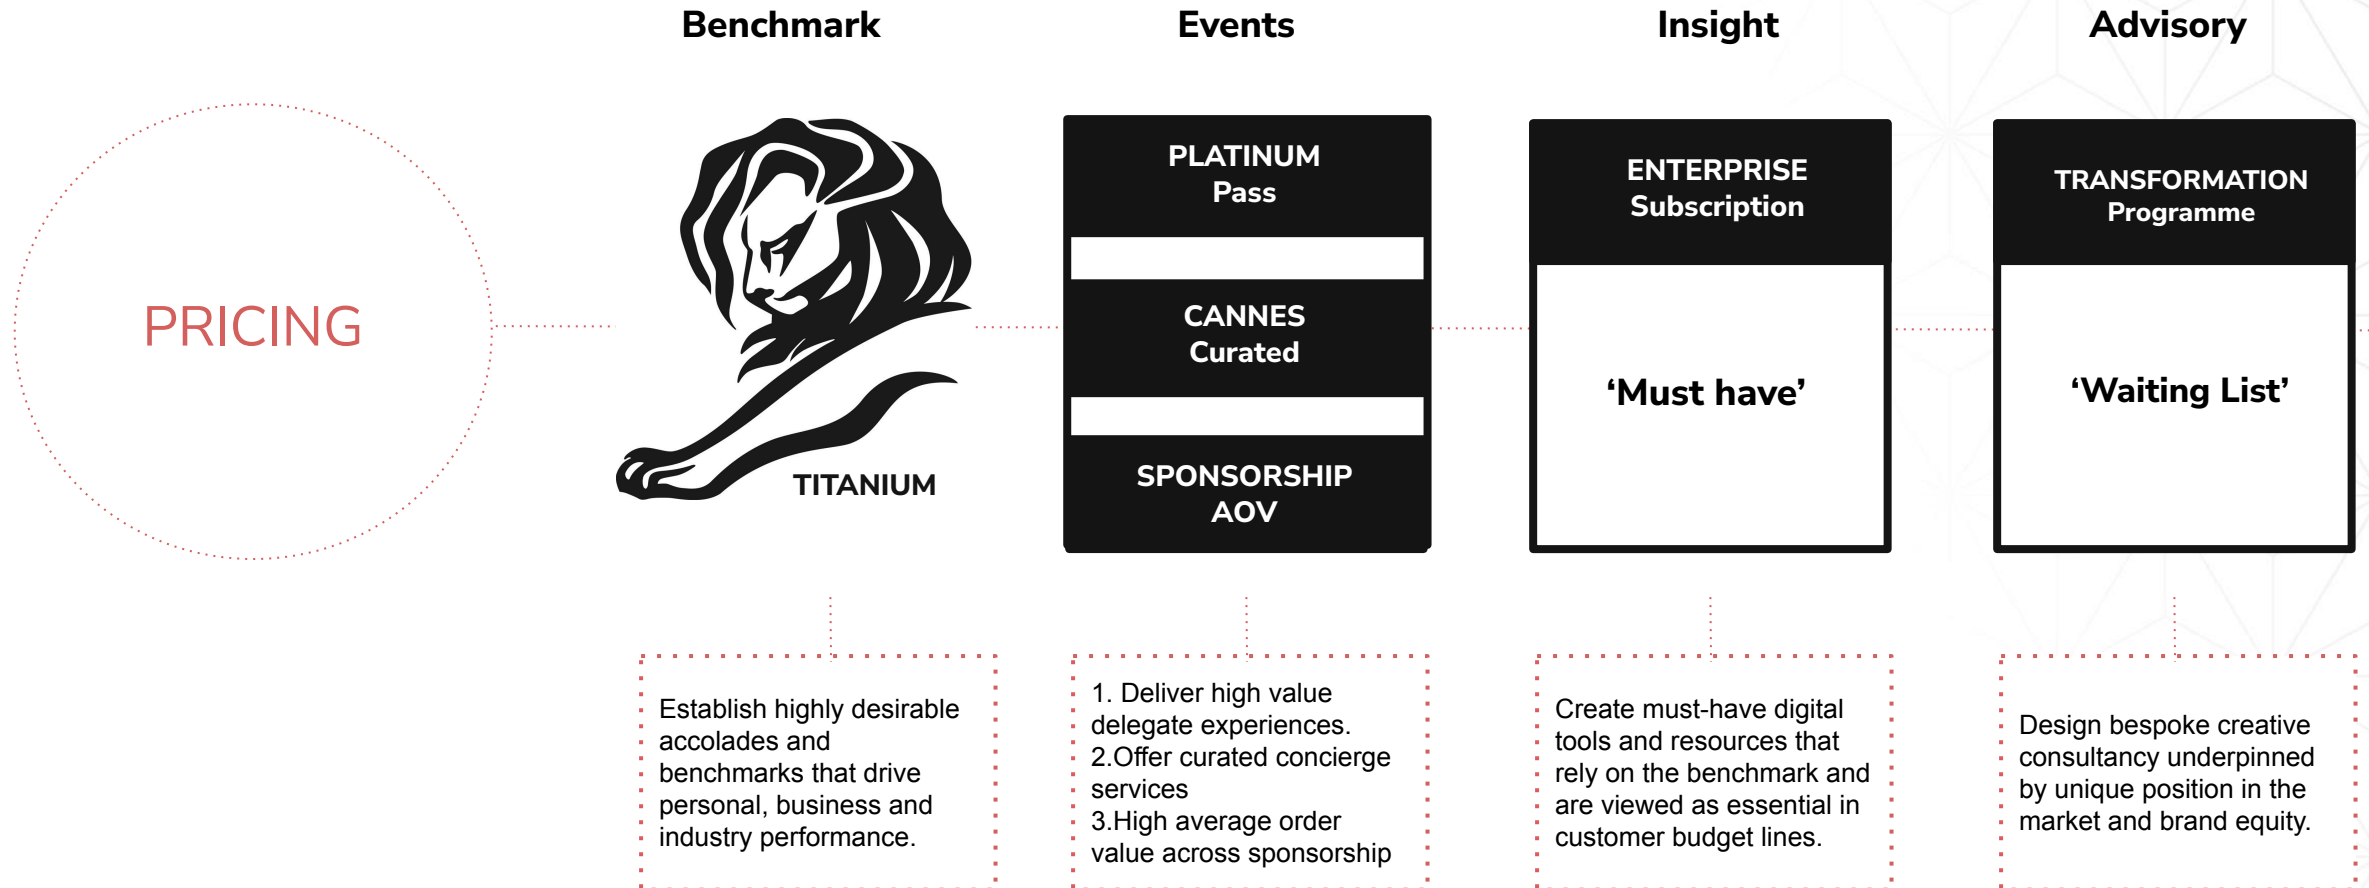 Benchmark
Events
Insight
Advisory
PRICING
TITANIUM
PLATINUM
Pass
CANNES
Curated
SPONSORSHIP
AOV
ENTERPRISE
Subscription
‘Must have’
TRANSFORMATION
Programme
‘Waiting List’
Establish highly desirable
accolades and
benchmarks that drive
personal, business and
industry performance.
1. Deliver high value
delegate experiences.
2.Offer curated concierge
services
3.High average order
value across sponsorship
Create must-have digital
tools and resources that
rely on the benchmark and
are viewed as essential in
customer budget lines.
Design bespoke creative
consultancy underpinned
by unique position in the
market and brand equity.